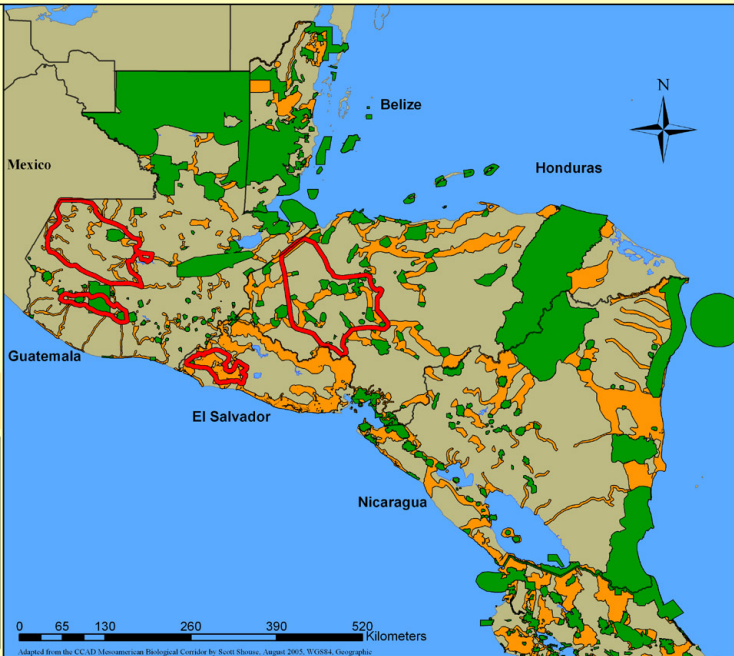 N
Belize
Mexico
Honduras
Guatemala
El Salvador
Nicaragua
0 65 130 260 390 520
Kilometers
Adapted from the CCAD Mesoamerican Biological Corridor by Scott Shouse, August 2005, WGS84, Geographic